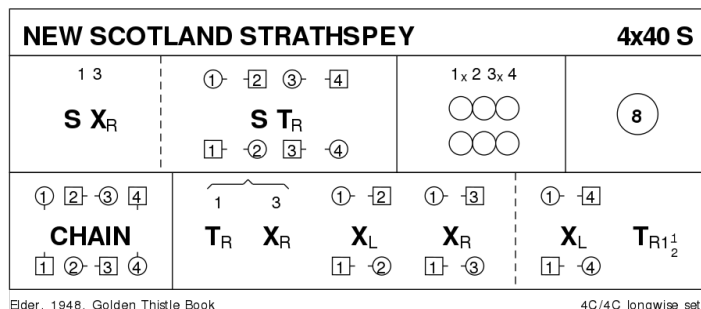 NEW SCOTLAND STRATHSPEY 4x40 S
1 3 1 2 3 4 1x 2 3x 4
S XR S TR 8
1 2 3 4
1 2 3 4 1 3 1 2 1 3 1 4
CHAIN TR XR XL XR XL TR1½
1 2 3 4 1 2 1 3 1 4
Elder, 1948, Golden Thistle Book 4C/4C longwise set